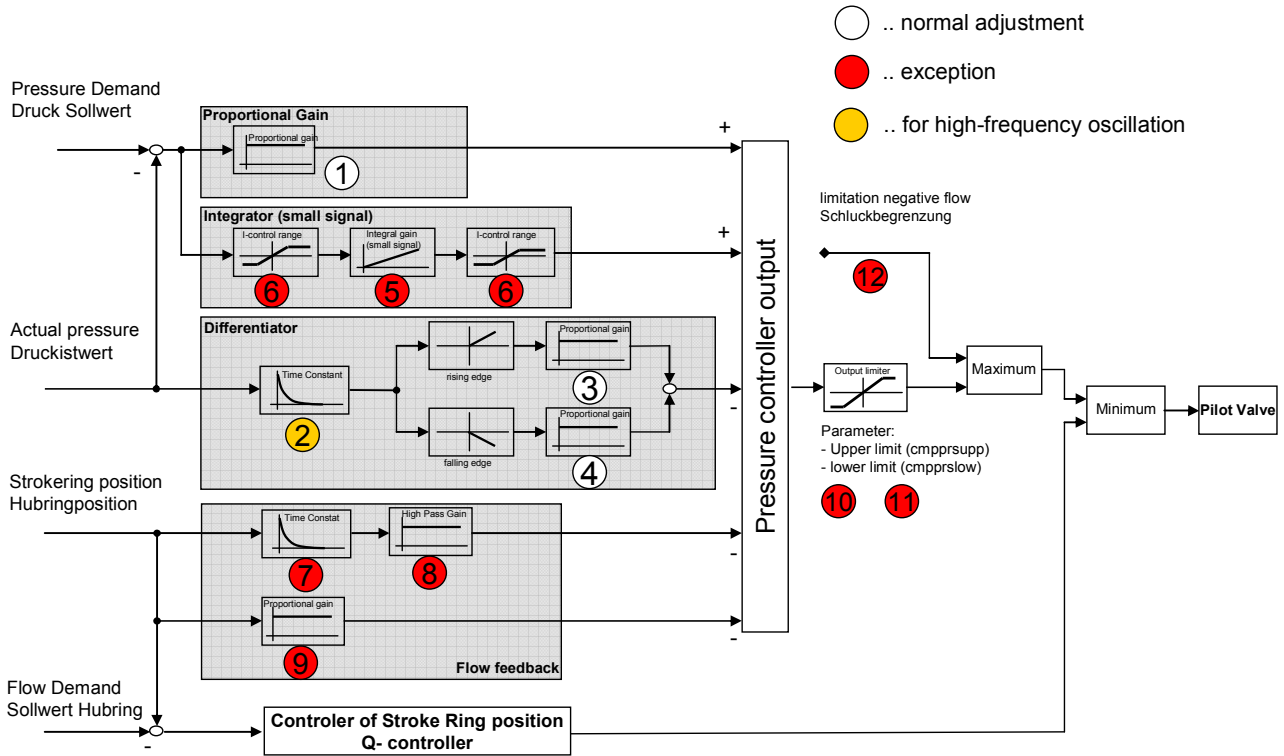 .. normal adjustment
.. exception
.. for high-frequency oscillation
Pressure Demand
Druck Sollwert
-
Proportional Gain
Proportional gain
1
+
Integrator (small signal)
I-control range
6
Integral gain
(small signal)
5
I-control range
6
+
Actual pressure
Druckistwert
Differentiator
Time Constant
2
rising edge
Proportional gain
3
falling edge
Proportional gain
4
-
Strokering position
Hubringposition
Time Constat
7
High Pass Gain
8
-
Proportional gain
9
-
Flow feedback
Flow Demand
Sollwert Hubring
-
Controler of Stroke Ring position
Q- controller
Pressure controller output
limitation negative flow
Schluckbegrenzung
12
Output limiter
Parameter:
- Upper limit (cmpprsupp)
- lower limit (cmpprslow)
10
11
Maximum
Minimum
Pilot Valve